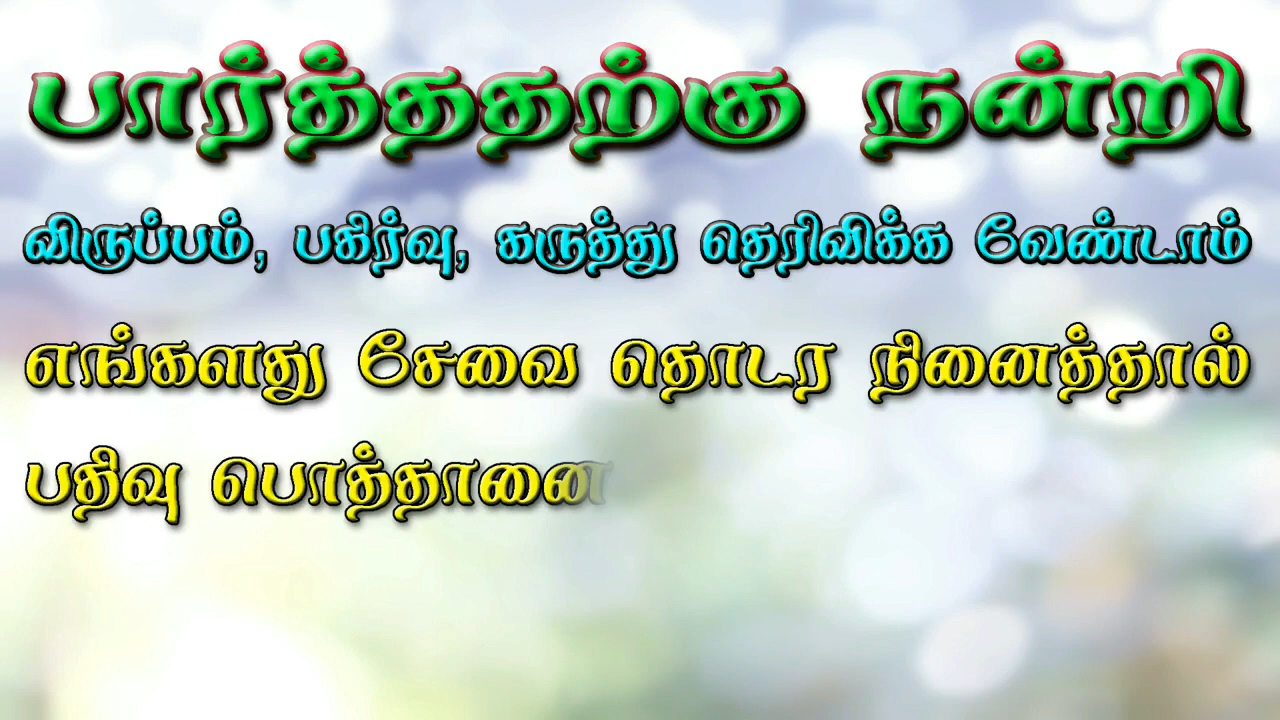 பார்த்ததற்கு நன்றி
விருப்பம், பகிர்வு, கருத்து தெரிவிக்க வேண்டாம்
எங்களது சேவை தொடர நினைத்தால்
பதிவு பொத்தானை